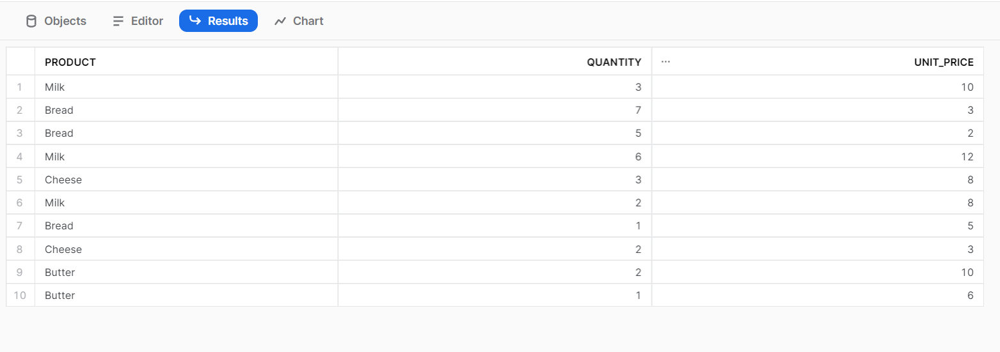 Objects Editor Results Chart
PRODUCT QUANTITY ... UNIT_PRICE
1 Milk 3 10
2 Bread 7 3
3 Bread 5 2
4 Milk 6 12
5 Cheese 3 8
6 Milk 2 8
7 Bread 1 5
8 Cheese 2 3
9 Butter 2 10
10 Butter 1 6